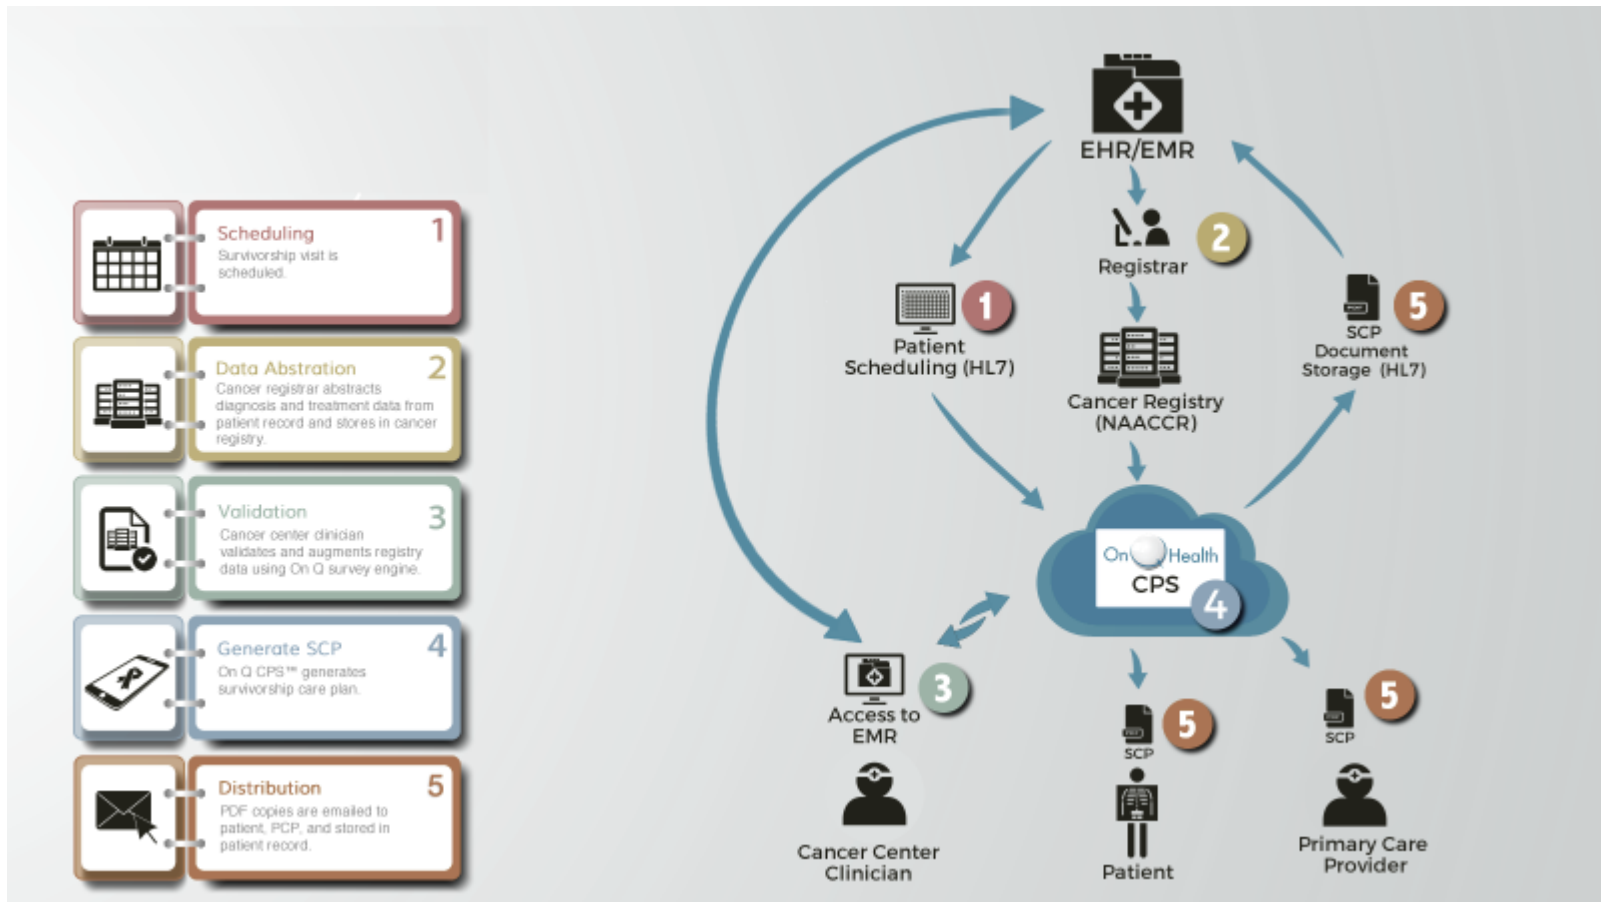 Scheduling 1
Survivorship visit is
scheduled.
Data Abstration 2
Cancer registrar abstracts
diagnosis and treatment data from
patient record and stores in cancer
registry.
Validation 3
Cancer center clinician
validates and augments registry
data using On Q survey engine.
Generate SCP 4
On Q CPS™ generates
survivorship care plan.
Distribution 5
PDF copies are emailed to
patient, PCP, and stored in
patient record.
EHR/EMR
Registrar
2
1
Patient
Scheduling (HL7)
Cancer Registry
(NAACCR)
5
SCP
Document
Storage (HL7)
On Q Health
CPS
4
3
Access to
EMR
Cancer Center
Clinician
5
SCP
Patient
5
SCP
Primary Care
Provider